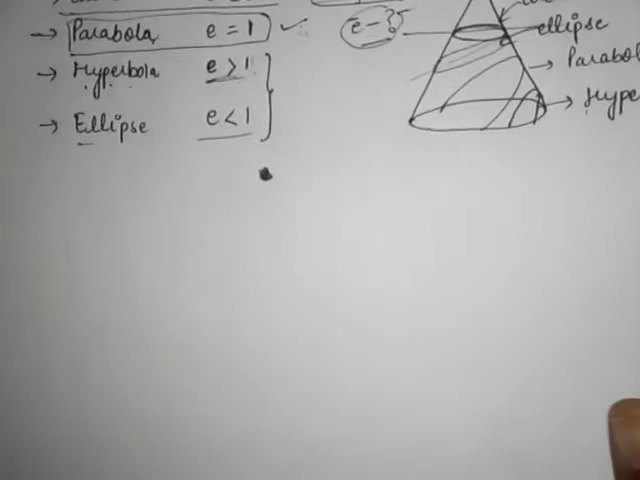 → Parabola e = 1 ✓
→ Hyperbola e > 1
→ Ellipse e < 1
e -
ellipse
→ Parabol
→ Hype